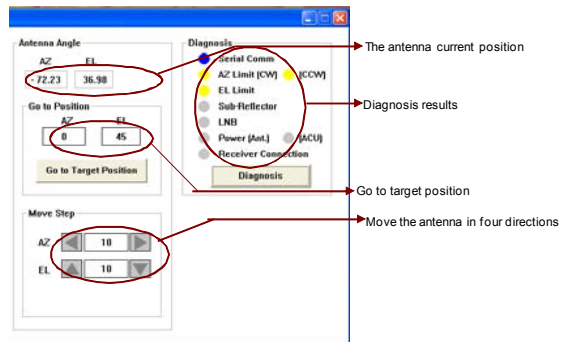 Antenna Angle
AZ EL
-72.23 36.98
Go to Position
AZ EL
0 45
Go to Target Position
Move Step
AZ 10
EL 10
Diagnosis
Serial Comm
AZ Limit (CW) (CCW)
EL Limit
Sub-Reflector
LNB
Power (Ant.) (ACU)
Receiver Connection
Diagnosis
The antenna current position
Diagnosis results
Go to target position
Move the antenna in four directions